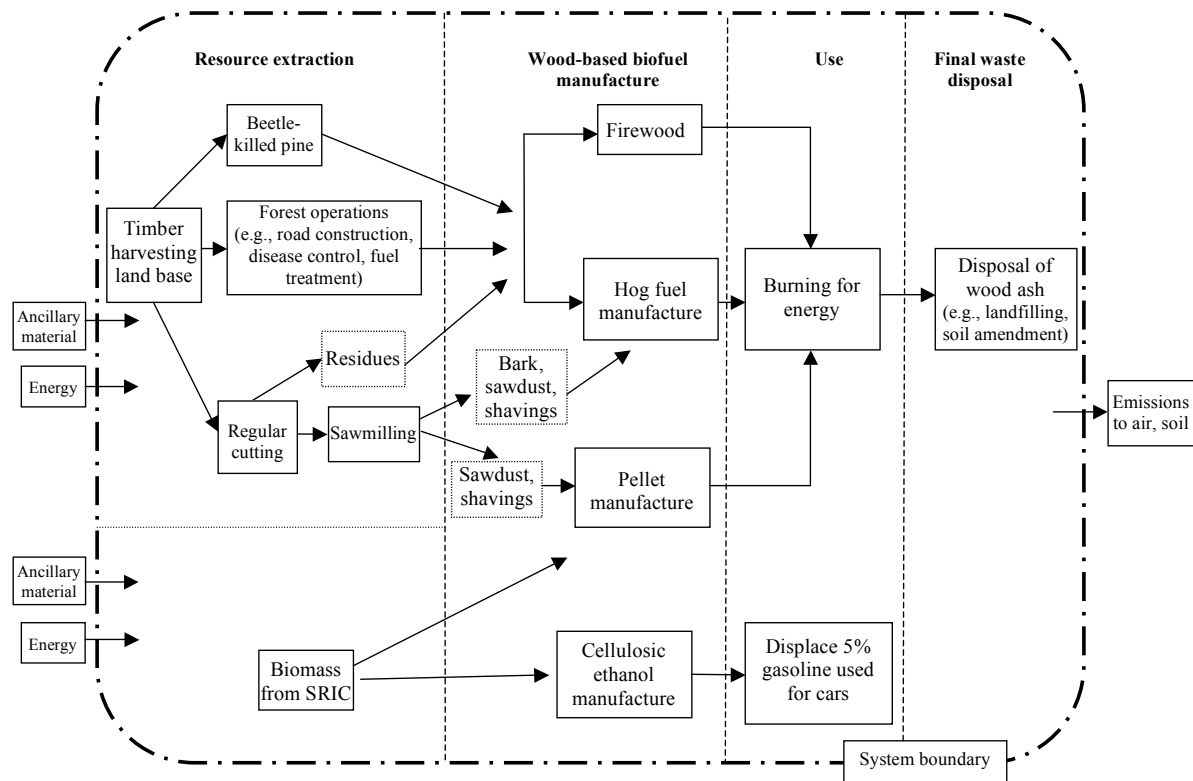 Resource extraction
Wood-based biofuel
manufacture
Use
Final waste
disposal
Beetle-
killed pine
Firewood
Timber
harvesting
land base
Forest operations
(e.g., road construction,
disease control, fuel
treatment)
Hog fuel
manufacture
Burning for
energy
Disposal of
wood ash
(e.g., landfilling,
soil amendment)
Ancillary
material
Energy
Residues
Bark,
sawdust,
shavings
Regular
cutting
Sawmilling
Sawdust,
shavings
Pellet
manufacture
Emissions
to air, soil
Ancillary
material
Energy
Biomass
from SRIC
Cellulosic
ethanol
manufacture
Displace 5%
gasoline used
for cars
System boundary